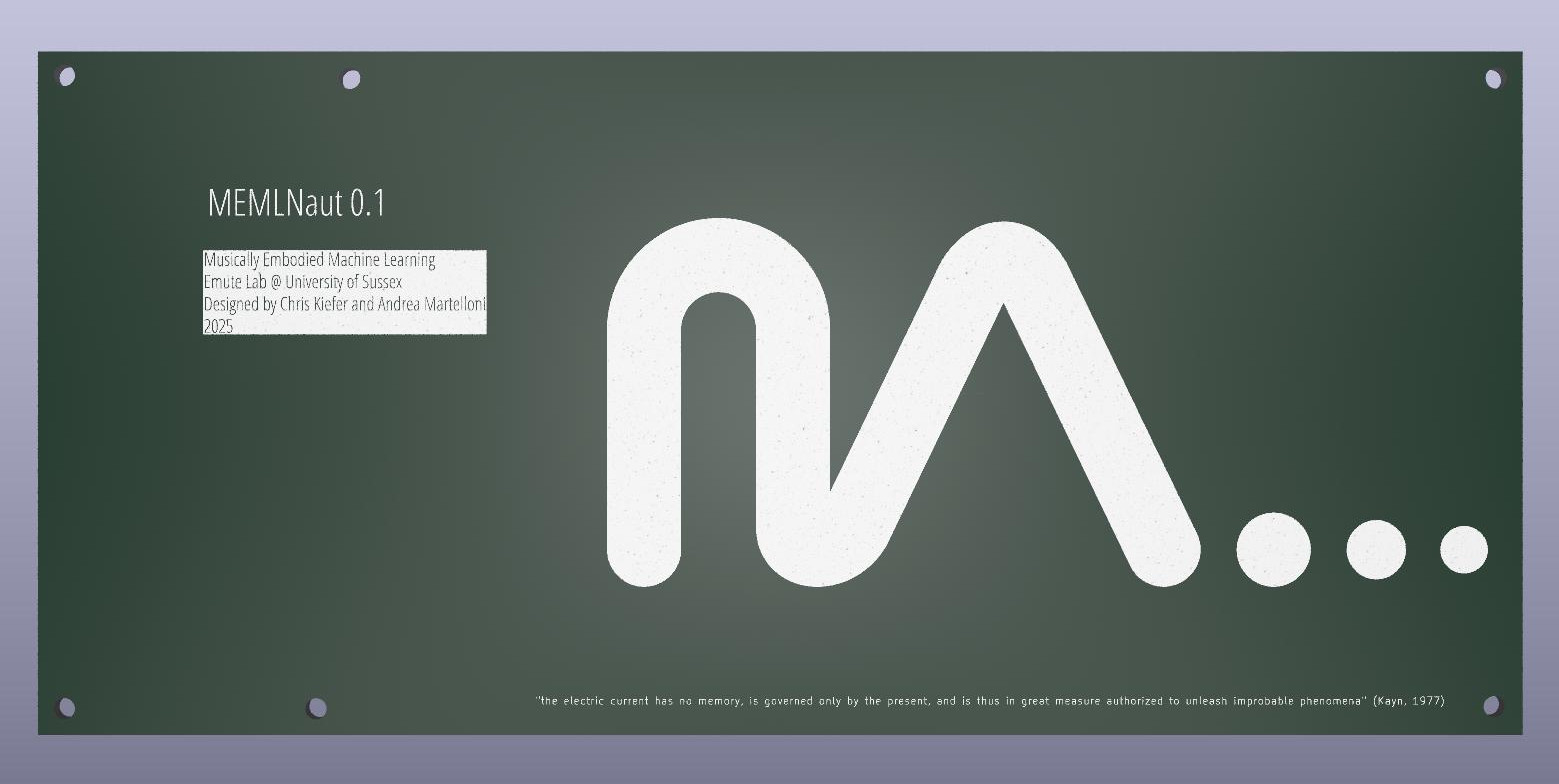 MEMLNaut 0.1
Musically Embodied Machine Learning
Emute Lab @ University of Sussex
Designed by Chris Kiefer and Andrea Martelloni
2025
"the electric current has no memory, is governed only by the present, and is thus in great measure authorized to unleash improbable phenomena" (Kayn, 1977)